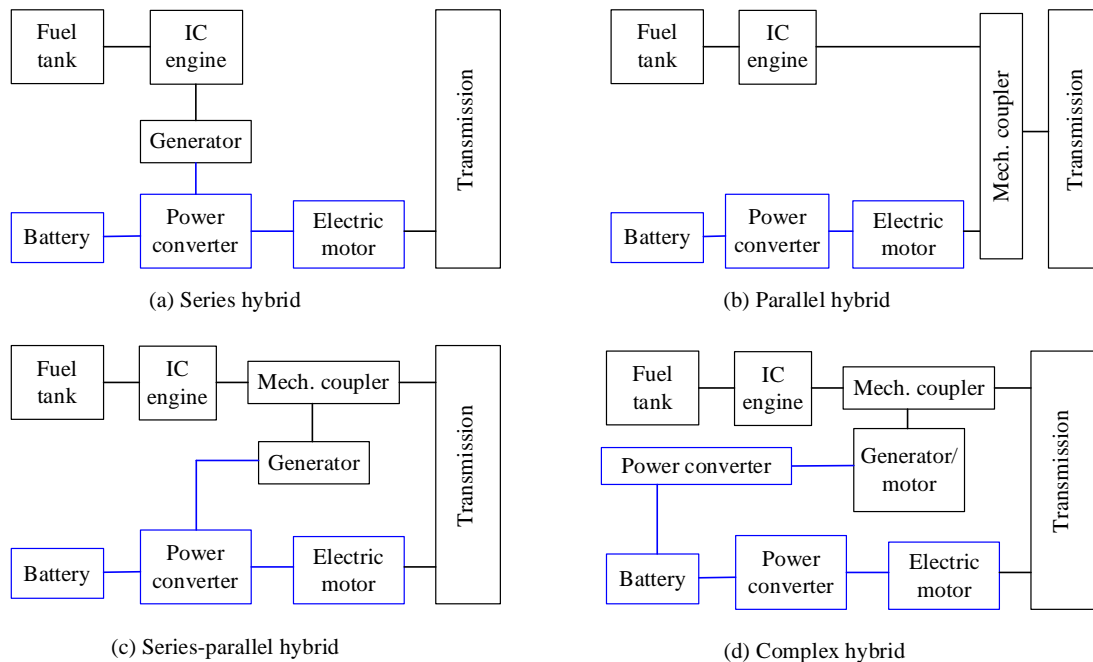 Fuel
tank
IC
engine
Generator
Transmission
Battery
Power
converter
Electric
motor
(a) Series hybrid
Fuel
tank
IC
engine
Mech. coupler
Transmission
Battery
Power
converter
Electric
motor
(b) Parallel hybrid
Fuel
tank
IC
engine
Mech. coupler
Generator
Transmission
Battery
Power
converter
Electric
motor
(c) Series-parallel hybrid
Fuel
tank
IC
engine
Mech. coupler
Power converter
Generator/
motor
Transmission
Battery
Power
converter
Electric
motor
(d) Complex hybrid